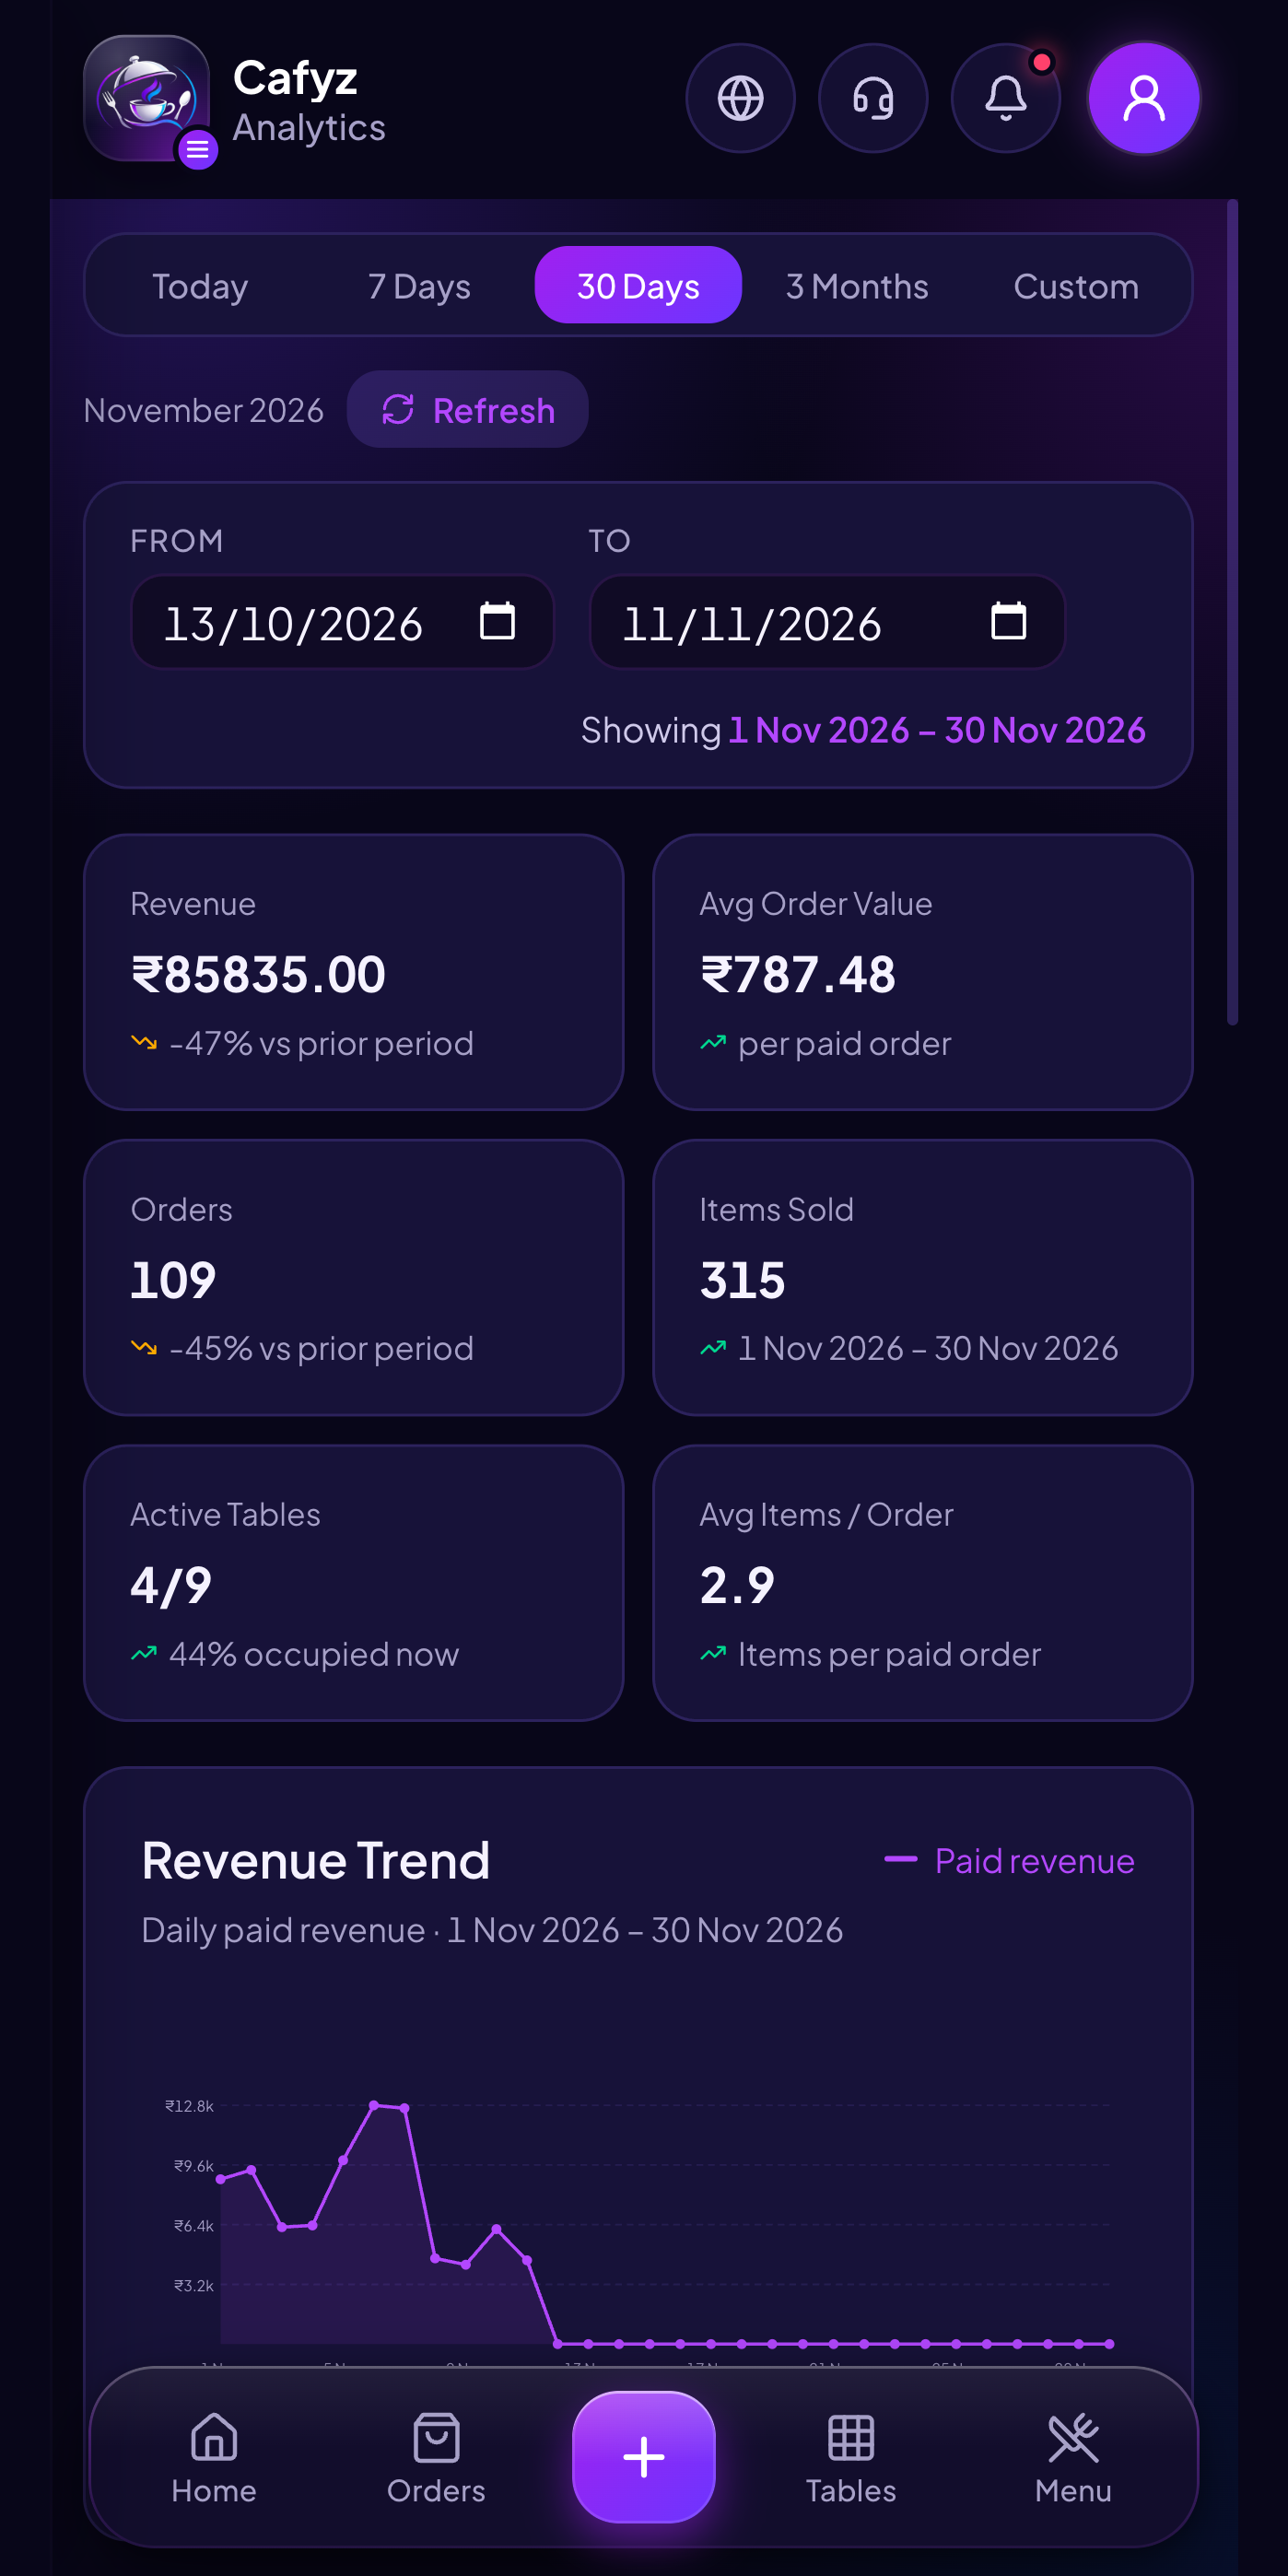 Cafyz
Analytics
Today 7 Days 30 Days 3 Months Custom
November 2026 Refresh
FROM TO
13/10/2026 11/11/2026
Showing 1 Nov 2026 – 30 Nov 2026
Revenue
₹85835.00
-47% vs prior period
Avg Order Value
₹787.48
per paid order
Orders
109
-45% vs prior period
Items Sold
315
1 Nov 2026 – 30 Nov 2026
Active Tables
4/9
44% occupied now
Avg Items / Order
2.9
Items per paid order
Revenue Trend
Paid revenue
Daily paid revenue · 1 Nov 2026 – 30 Nov 2026
₹12.8k
₹9.6k
₹6.4k
₹3.2k
Home Orders Tables Menu